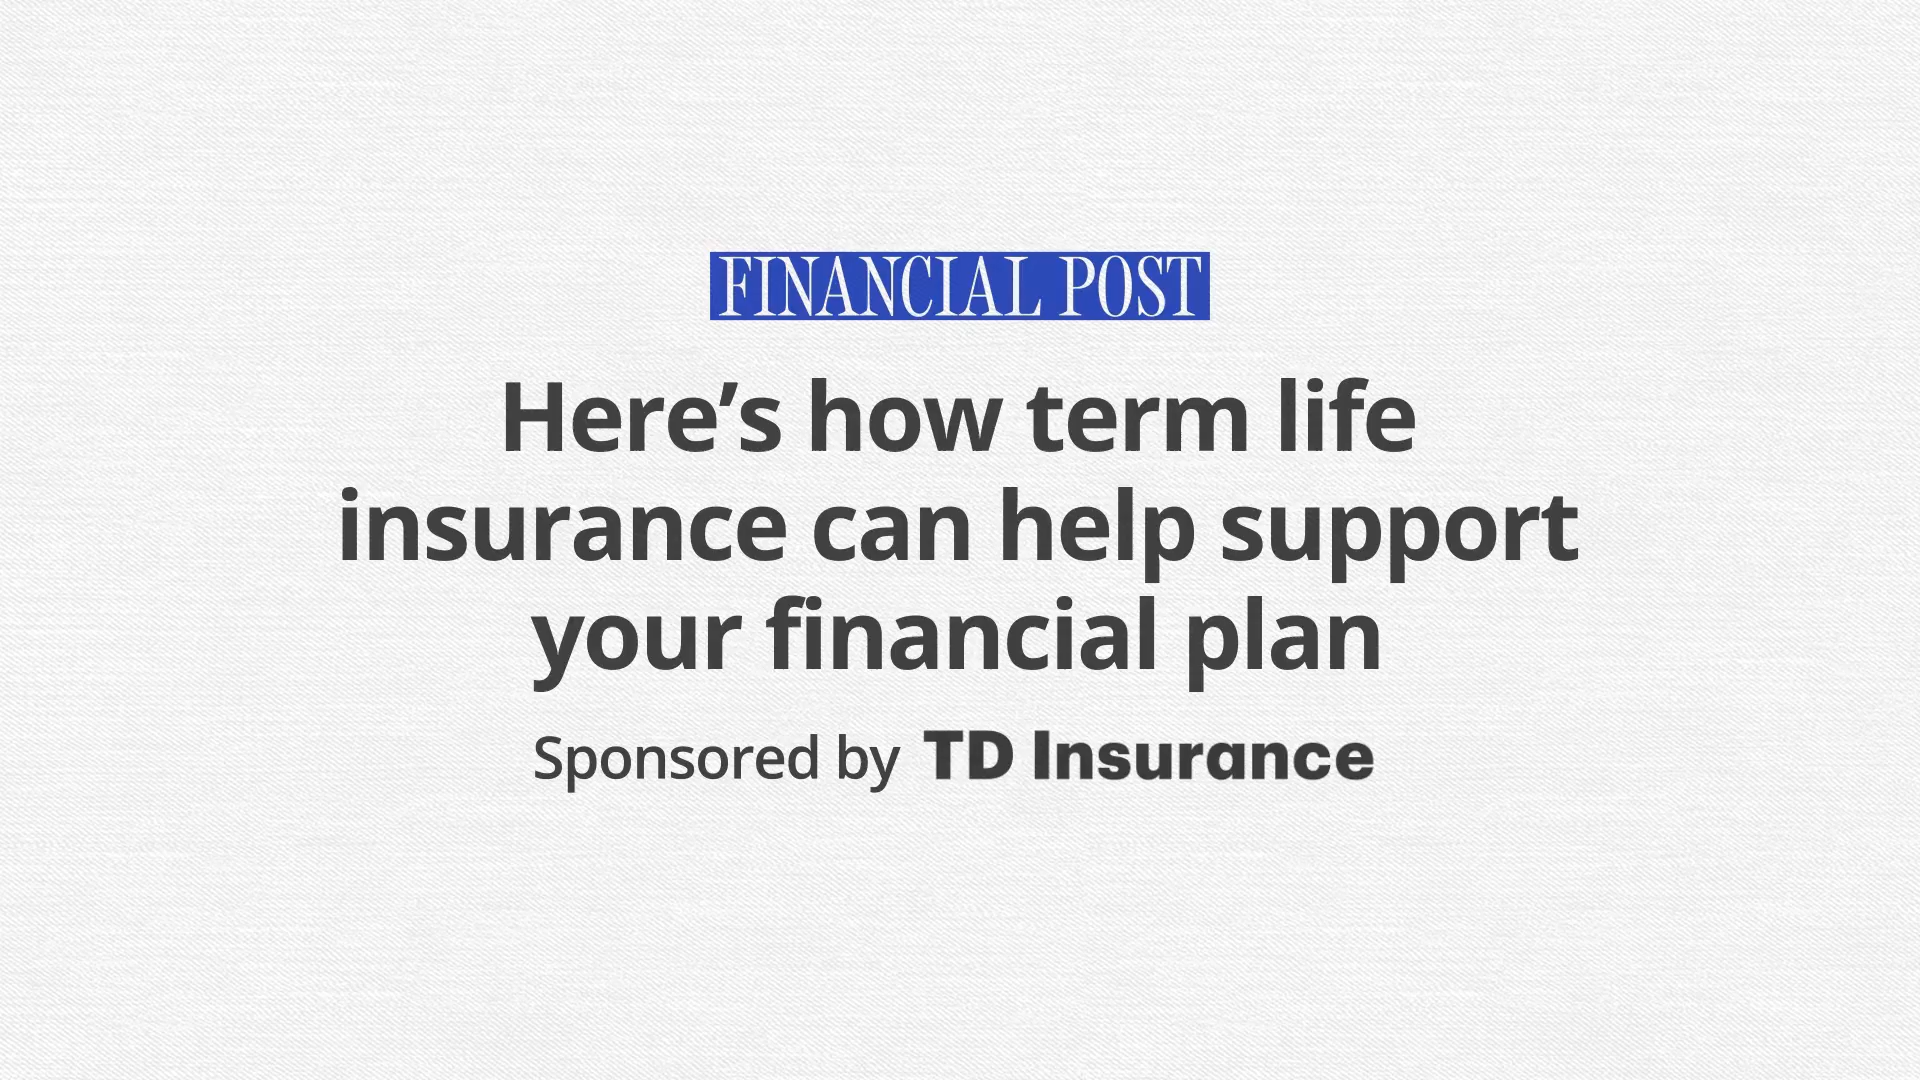 FINANCIAL POST
Here’s how term life
insurance can help support
your financial plan
Sponsored by TD Insurance